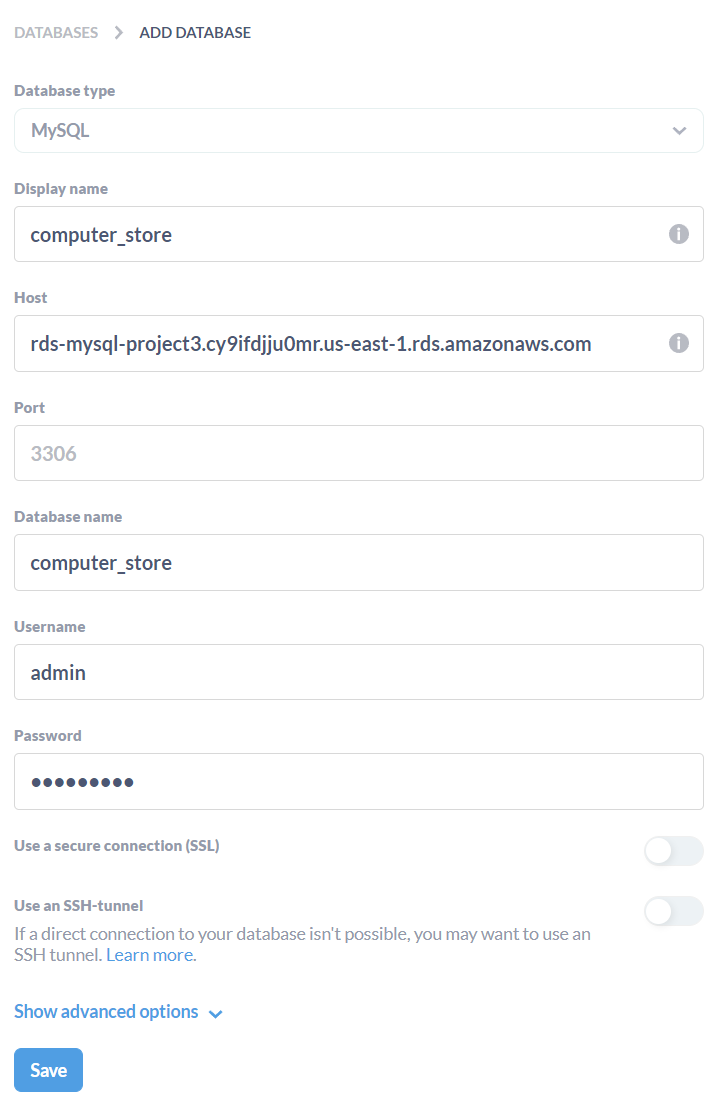 DATABASES > ADD DATABASE
Database type
MySQL
Display name
computer_store
Host
rds-mysql-project3.cy9ifdjju0mr.us-east-1.rds.amazonaws.com
Port
3306
Database name
computer_store
Username
admin
Password
•••••••••
Use a secure connection (SSL)
Use an SSH-tunnel
If a direct connection to your database isn't possible, you may want to use an
SSH tunnel. Learn more.
Show advanced options
Save